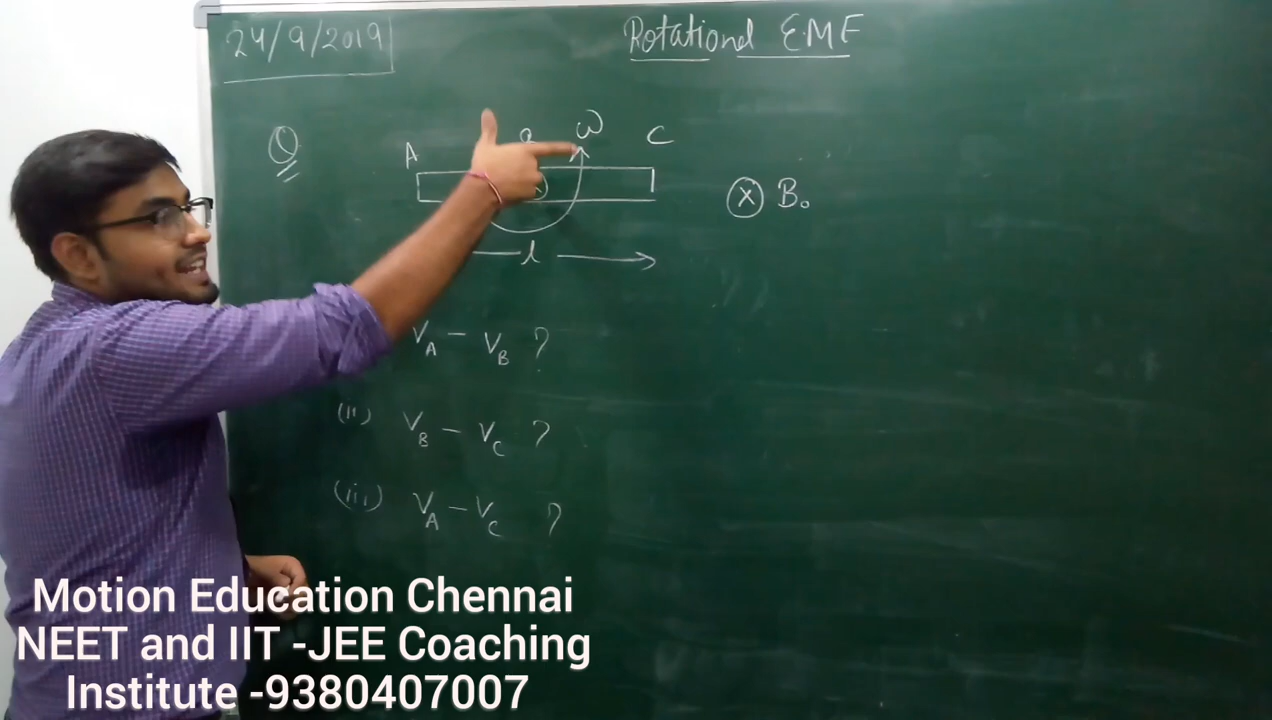 24/9/2019
Rotational EMF
Q
A ω C
X B₀
l
V_A - V_B ?
(ii) V_B - V_C ?
(iii) V_A - V_C ?
Motion Education Chennai
NEET and IIT -JEE Coaching
Institute -9380407007